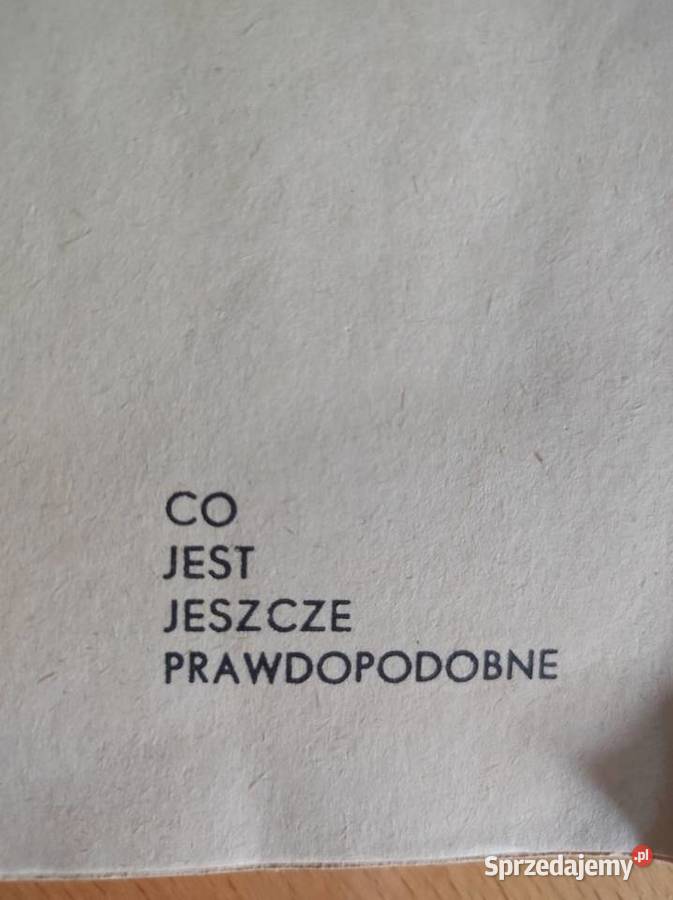 CO
JEST
JESZCZE
PRAWDOPODOBNE
Sprzedajemy.pl